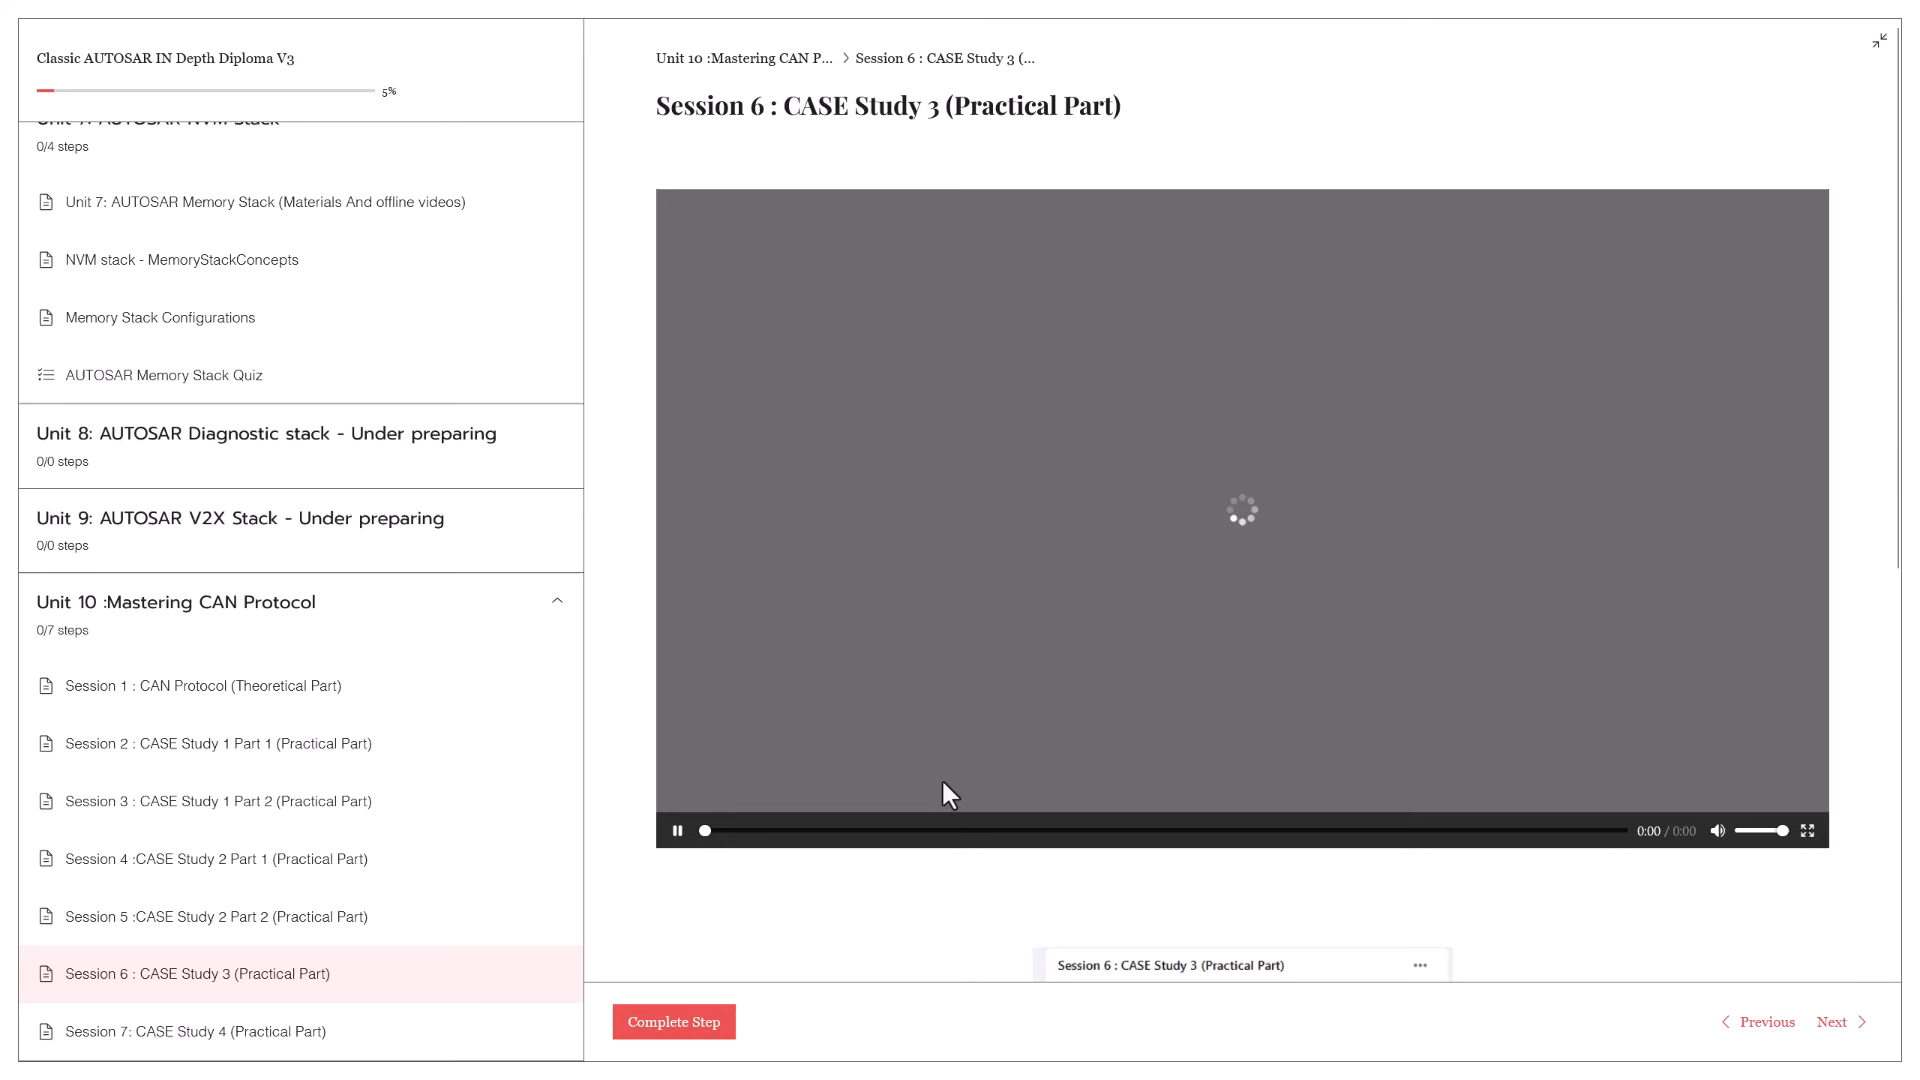 Classic AUTOSAR IN Depth Diploma V3
5%
Unit 7: AUTOSAR NVM Stack
0/4 steps
Unit 7: AUTOSAR Memory Stack (Materials And offline videos)
NVM stack - MemoryStackConcepts
Memory Stack Configurations
AUTOSAR Memory Stack Quiz
Unit 8: AUTOSAR Diagnostic stack - Under preparing
0/0 steps
Unit 9: AUTOSAR V2X Stack - Under preparing
0/0 steps
Unit 10 :Mastering CAN Protocol
0/7 steps
Session 1 : CAN Protocol (Theoretical Part)
Session 2 : CASE Study 1 Part 1 (Practical Part)
Session 3 : CASE Study 1 Part 2 (Practical Part)
Session 4 :CASE Study 2 Part 1 (Practical Part)
Session 5 :CASE Study 2 Part 2 (Practical Part)
Session 6 : CASE Study 3 (Practical Part)
Session 7: CASE Study 4 (Practical Part)
Unit 10 :Mastering CAN P... > Session 6 : CASE Study 3 (...
Session 6 : CASE Study 3 (Practical Part)
0:00 / 0:00
Session 6 : CASE Study 3 (Practical Part) •••
Complete Step
Previous
Next